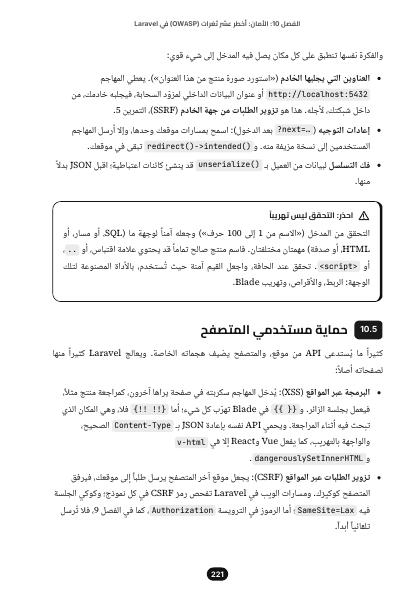 الفصل 10: الأمان: أخطر عشر ثغرات (OWASP) في Laravel
والفكرة نفسها تنطبق على كل مكان يصل فيه المدخل إلى شيء قوي:
• العناوين التي يجلبها الخادم («استورد صورة منتج من هذا العنوان»). يعطي المهاجم
http://localhost:5432 أو عنوان البيانات الداخلي لمزوّد السحابة، فيجلبه خادمك، من
داخل شبكتك، لأجله. هذا هو تزوير الطلبات من جهة الخادم (SSRF)، التمرين 5.
• إعادات التوجيه (?next=… بعد الدخول): اسمح بمسارات موقعك وحدها، وإلا أرسل المهاجم
المستخدمين إلى نسخة مزيفة منه. و redirect()->intended() تبقى في موقعك.
• فك التسلسل لبيانات من العميل بـ unserialize() قد ينشئ كائنات اعتباطية؛ اقبل JSON بدلاً
منها.
احذر: التحقق ليس تهريباً
التحقق من المدخل («الاسم من 1 إلى 100 حرف») وجعله آمناً لوجهة ما (SQL، أو مسار، أو
HTML، أو صدفة) مهمتان مختلفتان. فاسم منتج صالح تماماً قد يحتوي علامة اقتباس، أو .. ،
أو <script> . تحقق عند الحافة، واجعل القيم آمنة حيث تُستخدم، بالأداة المصنوعة لتلك
الوجهة: الربط، والأقراص، وتهريب Blade.
10.5 حماية مستخدمي المتصفح
كثيراً ما يُستدعى API من موقع، والمتصفح يضيف هجماته الخاصة. ويعالج Laravel كثيراً منها
لصفحاته أصلاً:
• البرمجة عبر المواقع (XSS): يُدخل المهاجم سكربته في صفحة يراها آخرون، كمراجعة منتج مثلاً،
فيعمل بجلسة الزائر. و {{ }} في Blade تهرّب كل شيء؛ أما {!! !!} فلا، وهي المكان الذي
تبحث فيه أثناء المراجعة. ويحمي API نفسه بإعادة JSON بـ Content-Type الصحيح،
والواجهة بالتهريب، كما يفعل Vue وReact إلا في v-html
و dangerouslySetInnerHTML .
• تزوير الطلبات عبر المواقع (CSRF): يجعل موقع آخر المتصفح يرسل طلباً إلى موقعك، فيرفق
المتصفح كوكيزك. ومسارات الويب في Laravel تفحص رمز CSRF في كل نموذج؛ وكوكي الجلسة
فيه SameSite=Lax ؛ أما الرموز في الترويسة Authorization ، كما في الفصل 9، فلا تُرسل
تلقائياً أبداً.
221